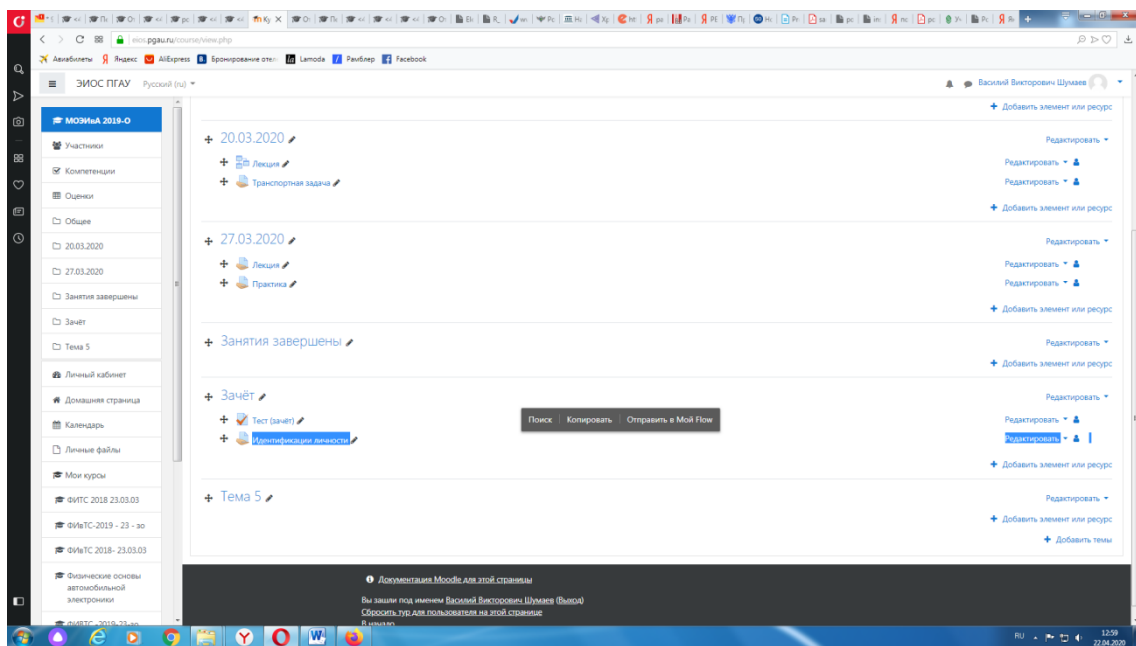 eios.pgau.ru/course/view.php
Авиабилеты Яндекс AliExpress Бронирование отел Lamoda Рамблер Facebook
ЭИОС ПГАУ Русский (ru)
Василий Викторович Шумаев
МОЭИвА 2019-О
Участники
Компетенции
Оценки
Общее
20.03.2020
27.03.2020
Занятия завершены
Зачёт
Тема 5
Личный кабинет
Домашняя страница
Календарь
Личные файлы
Мои курсы
ФИТС 2018 23.03.03
ФИвТС-2019 - 23 - зо
ФИвТС 2018- 23.03.03
Физические основы
автомобильной
электроники
Добавить элемент или ресурс
20.03.2020 Редактировать
Лекция Редактировать
Транспортная задача Редактировать
Добавить элемент или ресурс
27.03.2020 Редактировать
Лекция Редактировать
Практика Редактировать
Добавить элемент или ресурс
Занятия завершены Редактировать
Добавить элемент или ресурс
Зачёт Редактировать
Поиск Копировать Отправить в Мой Flow
Тест (зачёт) Редактировать
Идентификации личности Редактировать
Добавить элемент или ресурс
Тема 5 Редактировать
Добавить элемент или ресурс
Добавить темы
Документация Moodle для этой страницы
Вы зашли под именем Василий Викторович Шумаев (Выход)
Сбросить тур для пользователя на этой странице
В начало
RU 12:59
22.04.2020